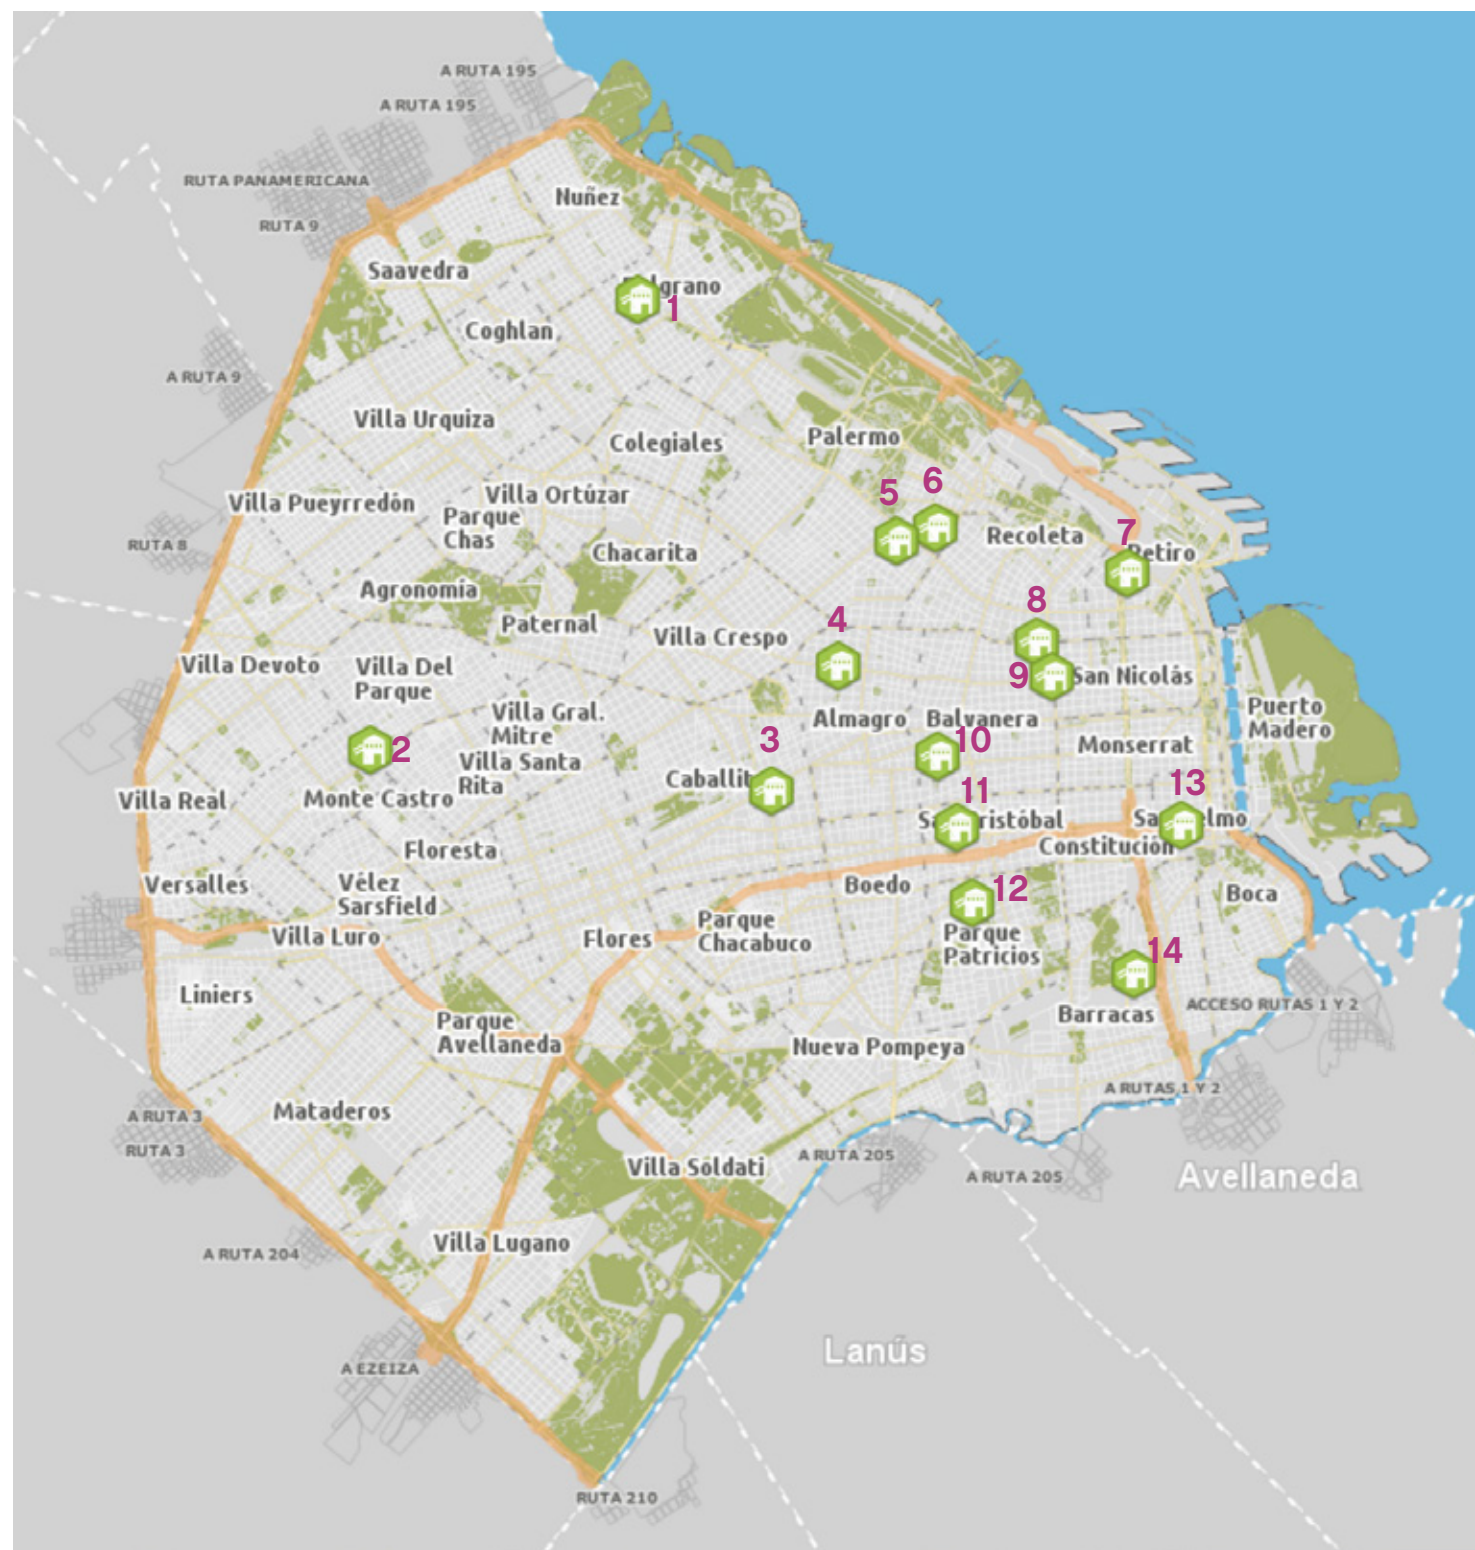 A RUTA 195
A RUTA 195
RUTA PANAMERICANA
Nuñez
RUTA 9
Saavedra
grano
1
Coghlan
A RUTA 9
Villa Urquiza
Palermo
Colegiales
6
5
Villa Ortúzar
Villa Pueyrredón
Parque
Chas
7
Recoleta
RUTA 8
Chacarita
Retiro
Agronomía
8
4
Paternal
Villa Crespo
Villa Devoto
Villa Del
Parque
9
San Nicolás
Villa Gral.
Mitre
Puerto
Madero
Almagro
Balvanera
3
10
2
Monserrat
Villa Santa
Rita
Caballit
13
11
Villa Real
Monte Castro
San Cristóbal
San Telmo
Constitución
Floresta
Versalles
Vélez
Sarsfield
Boedo
12
Boca
Parque
Chacabuco
Villa Luro
Flores
Parque
Patricios
14
Liniers
ACCESO RUTAS 1 Y 2
Barracas
Parque
Avellaneda
Nueva Pompeya
A RUTAS 1 Y 2
A RUTA 3
Mataderos
RUTA 3
A RUTA 205
Villa Soldati
A RUTA 205
Avellaneda
Villa Lugano
A RUTA 204
Lanús
A EZEIZA
RUTA 210